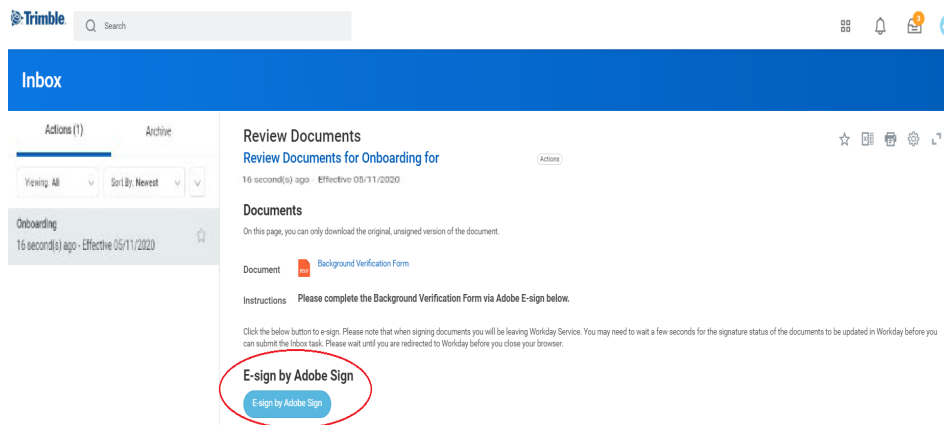 Trimble.
Search
3
Inbox
Actions (1)
Archive
Viewing: All
Sort By: Newest
Onboarding
16 second(s) ago - Effective 05/11/2020
Review Documents
Review Documents for Onboarding for
Actions
16 second(s) ago - Effective 05/11/2020
Documents
On this page, you can only download the original, unsigned version of the document.
Document
PDF
Background Verification Form
Instructions Please complete the Background Verification Form via Adobe E-sign below.
Click the below button to e-sign. Please note that when signing documents you will be leaving Workday Service. You may need to wait a few seconds for the signature status of the documents to be updated in Workday before you
can submit the Inbox task. Please wait until you are redirected to Workday before you close your browser.
E-sign by Adobe Sign
E-sign by Adobe Sign